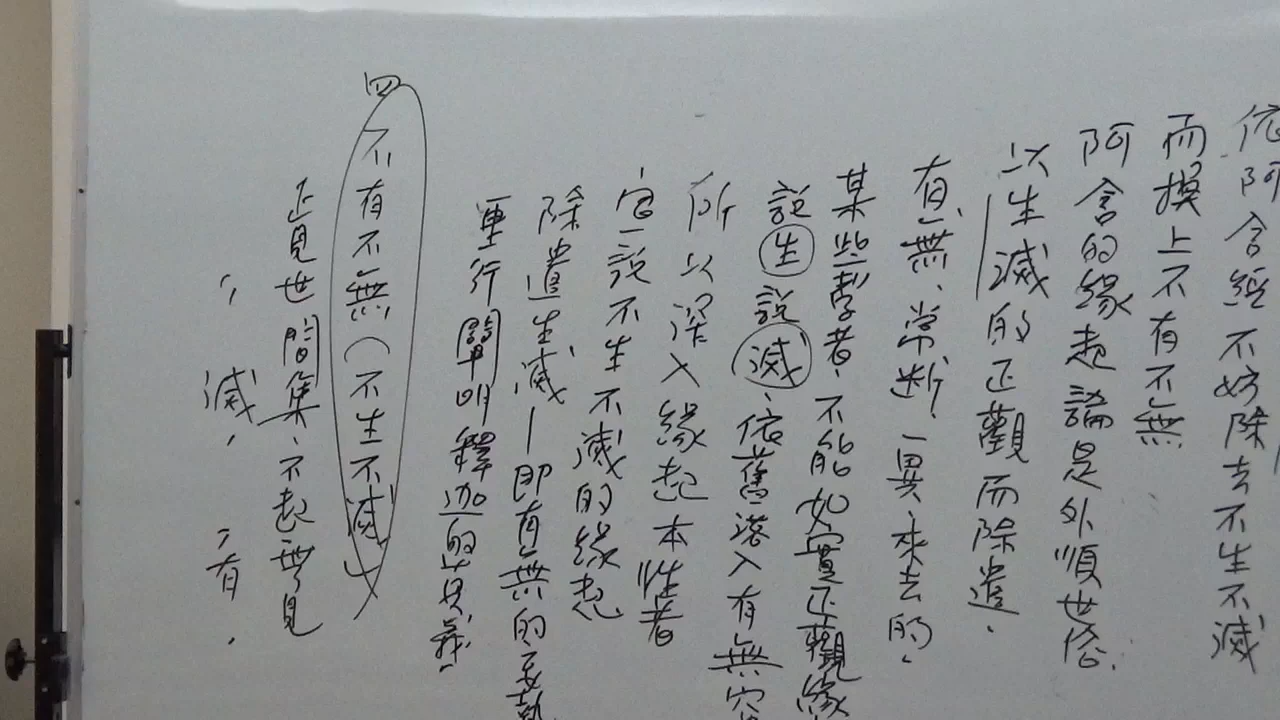 依阿含經不妨除去不生不滅
而換上不有不無
阿含的緣起論是外順世俗、
以生滅的正觀而除遣、
有無、常斷、一異、來去的、
某些學者、不能如實正觀緣
說生說滅、依舊落入有無
所以深入緣起本性者
宣說不生不滅的緣起
除遣生滅—即有無的妄執
重行闡明釋迦的真義、
四
不有不無(不生不滅)
正見世間集、不起無見
〃滅,〃有,